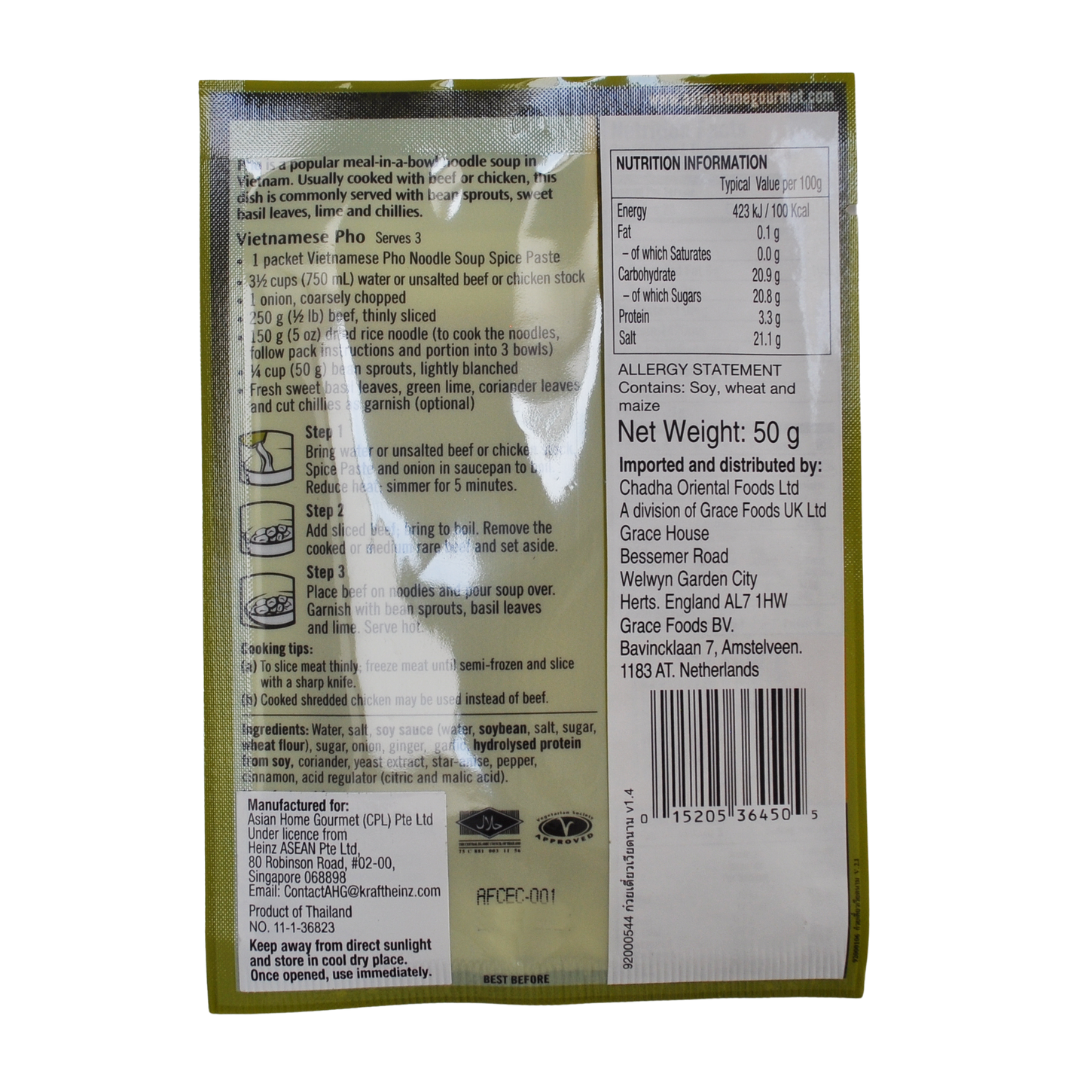 www.asianhomegourmet.com
is a popular meal-in-a-bowl noodle soup in
Vietnam. Usually cooked with beef or chicken, this
dish is commonly served with bean sprouts, sweet
basil leaves, lime and chillies.
Vietnamese Pho Serves 3
• 1 packet Vietnamese Pho Noodle Soup Spice Paste
• 3½ cups (750 mL) water or unsalted beef or chicken stock
• 1 onion, coarsely chopped
• 250 g (½ lb) beef, thinly sliced
• 150 g (5 oz) dried rice noodle (to cook the noodles,
follow pack instructions and portion into 3 bowls)
• ¼ cup (50 g) bean sprouts, lightly blanched
• Fresh sweet basil leaves, green lime, coriander leaves
and cut chillies as garnish (optional)
Step 1
Bring water or unsalted beef or chicken stock,
Spice Paste and onion in saucepan to boil.
Reduce heat; simmer for 5 minutes.
Step 2
Add sliced beef; bring to boil. Remove the
cooked or medium rare beef and set aside.
Step 3
Place beef on noodles and pour soup over.
Garnish with bean sprouts, basil leaves
and lime. Serve hot.
Cooking tips:
(a) To slice meat thinly; freeze meat until semi-frozen and slice
with a sharp knife.
(b) Cooked shredded chicken may be used instead of beef.
Ingredients: Water, salt, soy sauce (water, soybean, salt, sugar,
wheat flour), sugar, onion, ginger, garlic, hydrolysed protein
from soy, coriander, yeast extract, star-anise, pepper,
cinnamon, acid regulator (citric and malic acid).
Manufactured for:
Asian Home Gourmet (CPL) Pte Ltd
Under licence from
Heinz ASEAN Pte Ltd,
80 Robinson Road, #02-00,
Singapore 068898
Email: ContactAHG@kraftheinz.com
Product of Thailand
NO. 11-1-36823
Keep away from direct sunlight
and store in cool dry place.
Once opened, use immediately.
حلال
Vegetarian Society
V
APPROVED
AFCEC-001
BEST BEFORE
NUTRITION INFORMATION
Typical Value per 100g
Energy 423 kJ / 100 Kcal
Fat 0.1 g
– of which Saturates 0.0 g
Carbohydrate 20.9 g
– of which Sugars 20.8 g
Protein 3.3 g
Salt 21.1 g
ALLERGY STATEMENT
Contains: Soy, wheat and
maize
Net Weight: 50 g
Imported and distributed by:
Chadha Oriental Foods Ltd
A division of Grace Foods UK Ltd
Grace House
Bessemer Road
Welwyn Garden City
Herts. England AL7 1HW
Grace Foods BV.
Bavincklaan 7, Amstelveen.
1183 AT. Netherlands
0 15205 36450 5
92000544 ก๋วยเตี๋ยวเวียดนาม v1.4